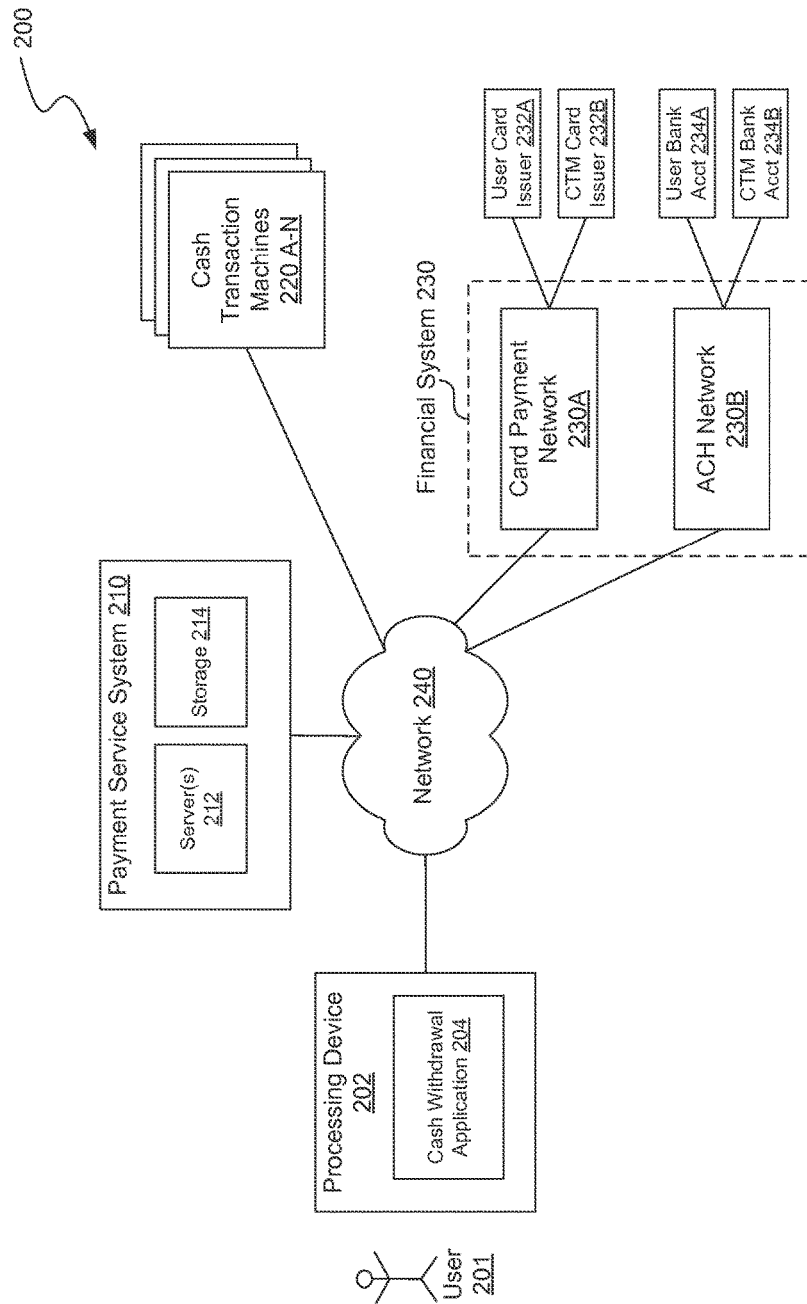 200
Payment Service System 210
Server(s)
212
Storage 214
Cash
Transaction
Machines
220 A-N
User
201
Processing Device
202
Cash Withdrawal
Application 204
Network 240
Financial System 230
Card Payment
Network
230A
ACH Network
230B
User Card
Issuer 232A
CTM Card
Issuer 232B
User Bank
Acct 234A
CTM Bank
Acct 234B